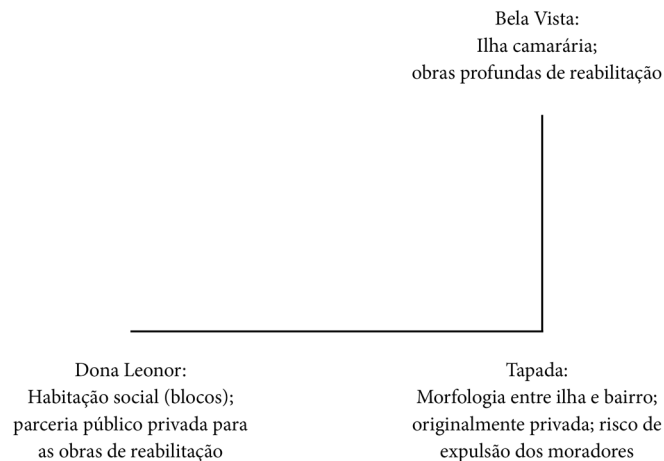 Bela Vista:
Ilha camarária;
obras profundas de reabilitação
Dona Leonor:
Habitação social (blocos);
parceria público privada para
as obras de reabilitação
Tapada:
Morfologia entre ilha e bairro;
originalmente privada; risco de
expulsão dos moradores